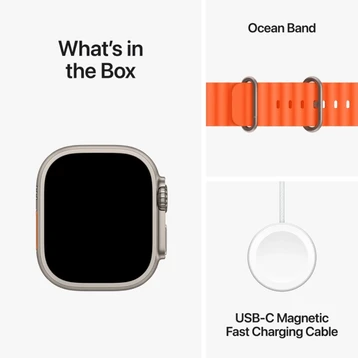 What's in
the Box
Ocean Band
USB-C Magnetic
Fast Charging Cable